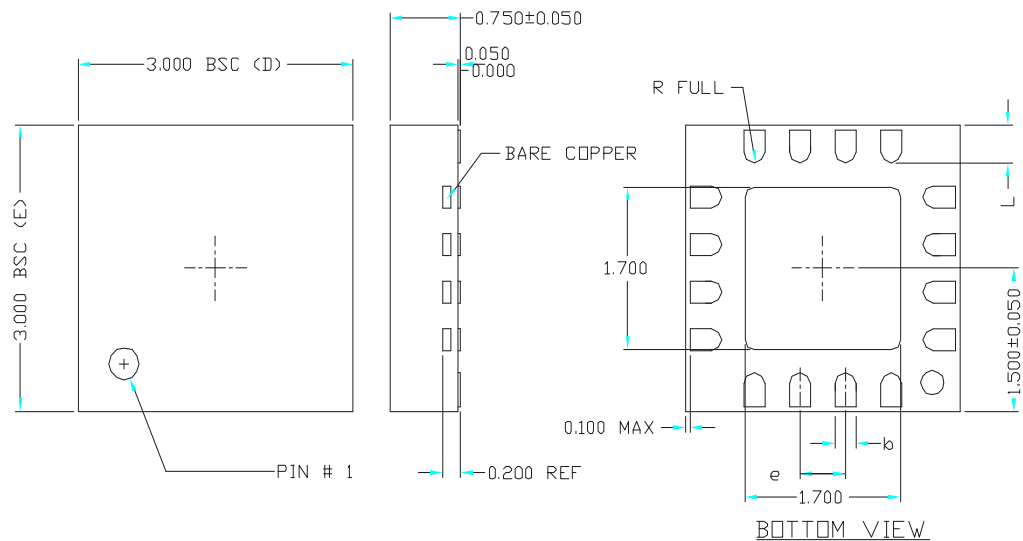 0.750±0.050
0.050
0.000
3.000 BSC (D)
R FULL
BARE COPPER
L
3.000 BSC (E)
1.700
1.500±0.050
0.100 MAX
b
PIN # 1
0.200 REF
e
1.700
BOTTOM VIEW